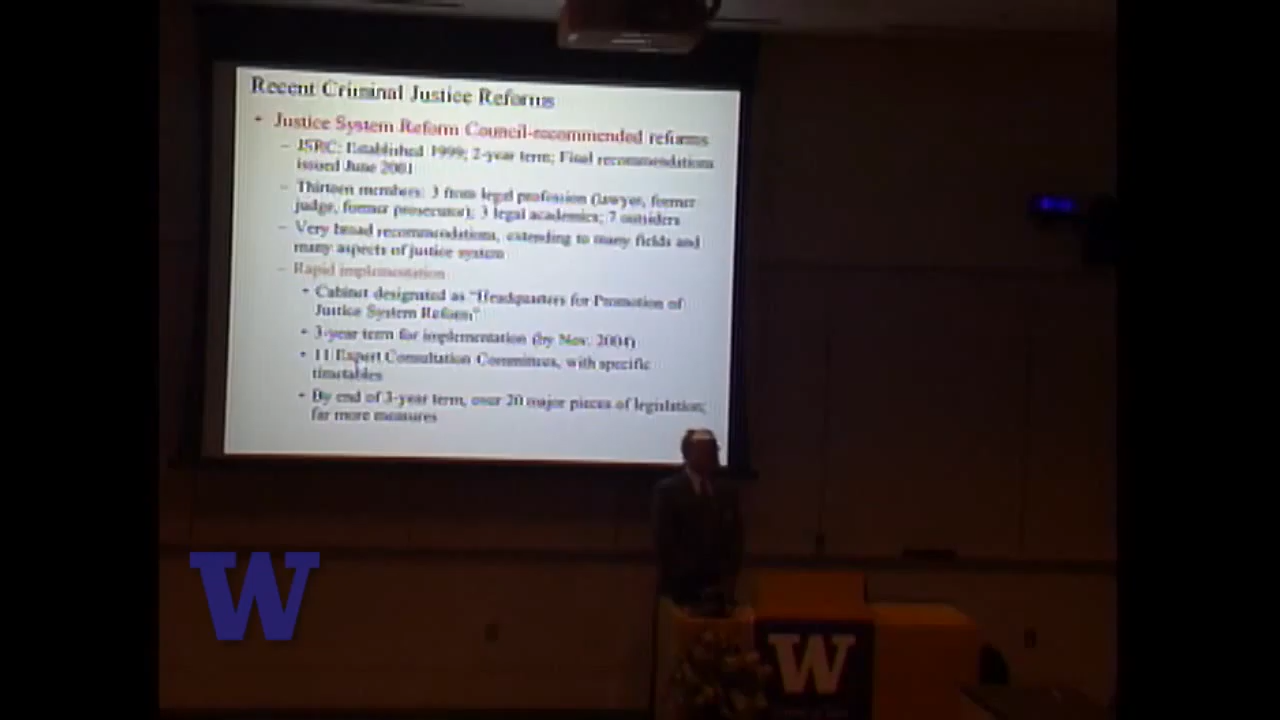 Recent Criminal Justice Reforms
• Justice System Reform Council-recommended reforms
– JSRC: Established 1999; 2-year term; Final recommendations
issued June 2001
– Thirteen members: 3 from legal profession (lawyer, former
judge, former prosecutor); 3 legal academics; 7 outsiders
– Very broad recommendations, extending to many fields and
many aspects of justice system
– Rapid implementation
• Cabinet designated as "Headquarters for Promotion of
Justice System Reform"
• 3-year term for implementation (by Nov. 2004)
• 11 Expert Consultation Committees, with specific
timetables
• By end of 3-year term, over 20 major pieces of legislation;
far more measures
W
W